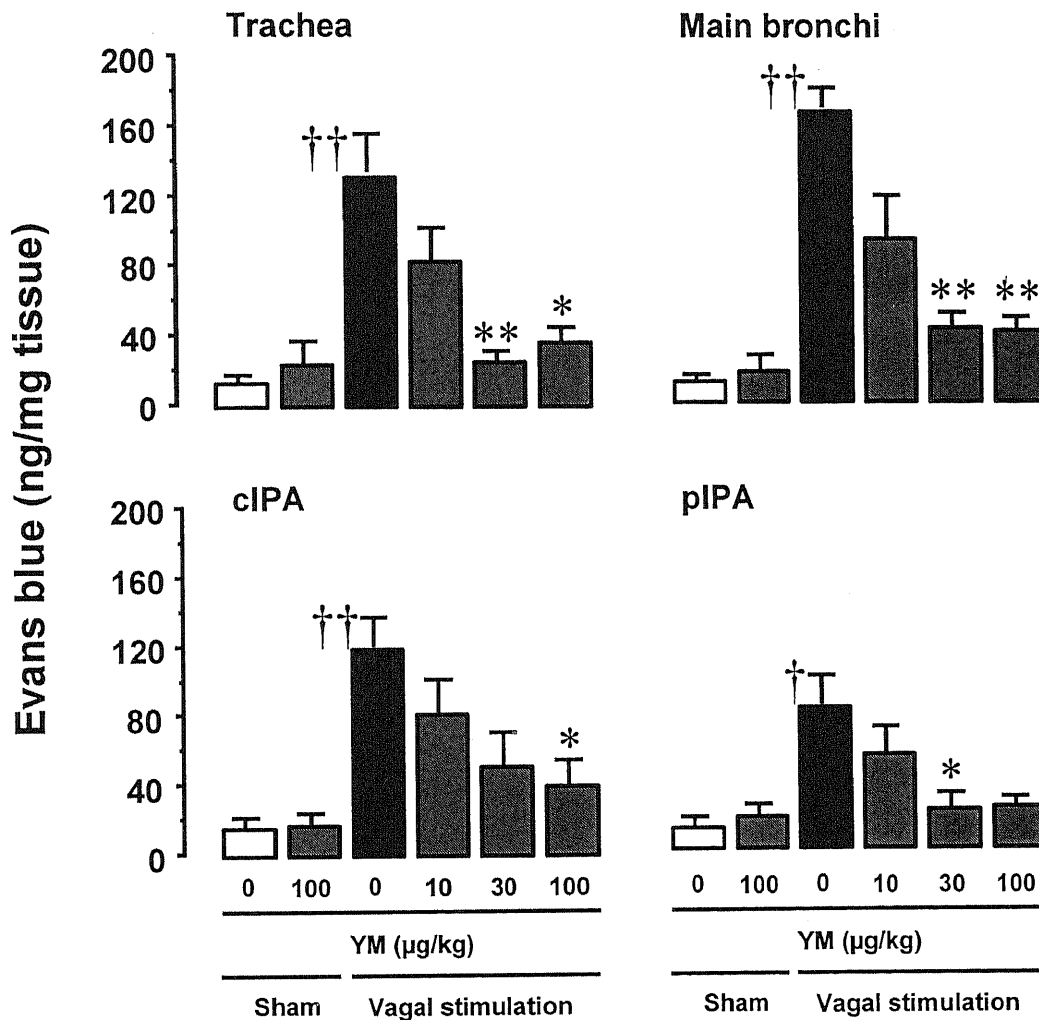 Trachea
Main bronchi
Evans blue (ng/mg tissue)
200
160
120
80
40
0
††
**
*
††
**
**
cIPA
pIPA
200
160
120
80
40
0
††
*
†
*
0 100 0 10 30 100
0 100 0 10 30 100
YM (µg/kg)
YM (µg/kg)
Sham Vagal stimulation
Sham Vagal stimulation